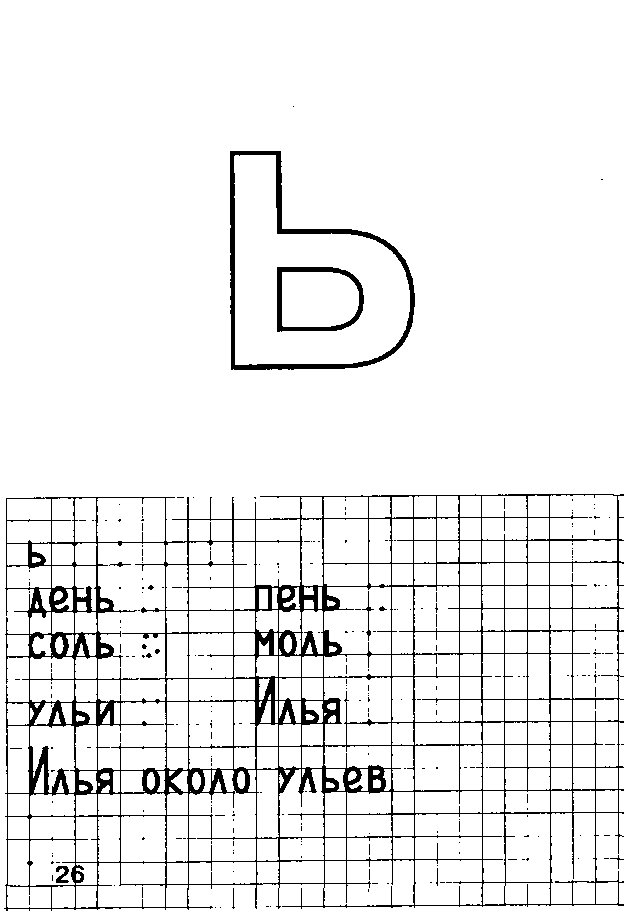 Ь
ь
день пень
соль моль
ульи Илья
Илья около ульев
26